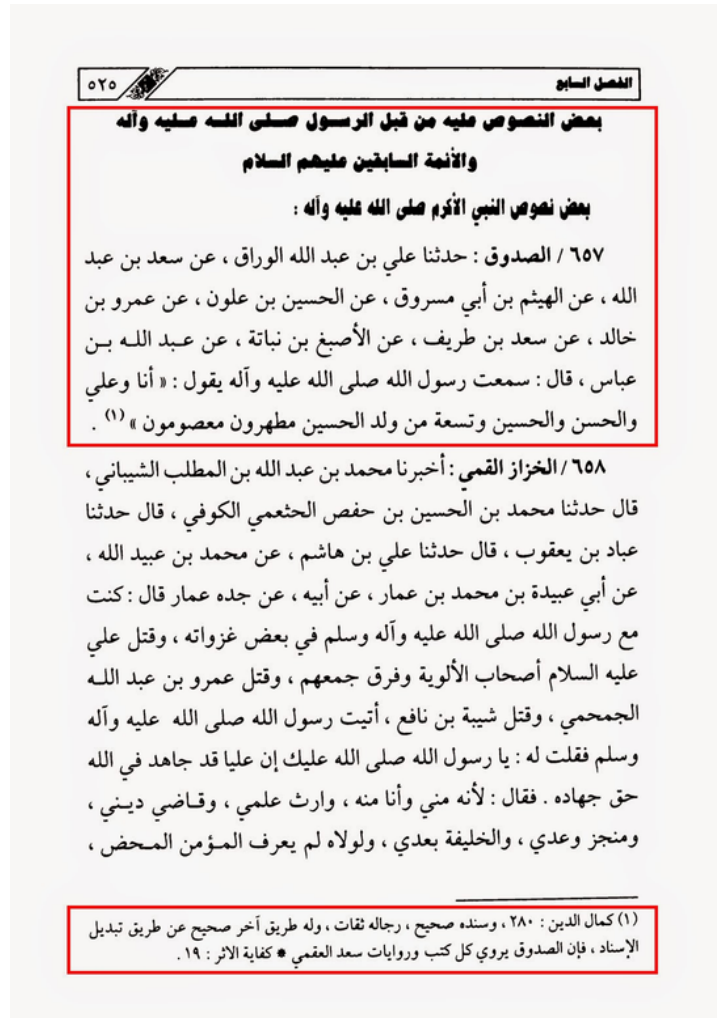 الفصل السابع ٥٢٥
بعض النصوص عليه من قبل الرسول صلى الله عليه وآله
والأئمة السابقين عليهم السلام
بعض نصوص النبي الأكرم صلى الله عليه وآله :
٦٥٧ / الصدوق : حدثنا علي بن عبد الله الوراق ، عن سعد بن عبد
الله ، عن الهيثم بن أبي مسروق ، عن الحسين بن علون ، عن عمرو بن
خالد ، عن سعد بن طريف ، عن الأصبغ بن نباتة ، عن عبد الله بن
عباس ، قال : سمعت رسول الله صلى الله عليه وآله يقول : « أنا وعلي
والحسن والحسين وتسعة من ولد الحسين مطهرون معصومون » (١) .
٦٥٨ / الخزاز القمي : أخبرنا محمد بن عبد الله بن المطلب الشيباني ،
قال حدثنا محمد بن الحسين بن حفص الحثعمي الكوفي ، قال حدثنا
عباد بن يعقوب ، قال حدثنا علي بن هاشم ، عن محمد بن عبيد الله ،
عن أبي عبيدة بن محمد بن عمار ، عن أبيه ، عن جده عمار قال : كنت
مع رسول الله صلى الله عليه وآله وسلم في بعض غزواته ، وقتل علي
عليه السلام أصحاب الألوية وفرق جمعهم ، وقتل عمرو بن عبد الله
الجمحمي ، وقتل شيبة بن نافع ، أتيت رسول الله صلى الله عليه وآله
وسلم فقلت له : يا رسول الله صلى الله عليك إن عليا قد جاهد في الله
حق جهاده . فقال : لأنه مني وأنا منه ، وارث علمي ، وقاضي ديني ،
ومنجز وعدي ، والخليفة بعدي ، ولولاه لم يعرف المؤمن المحض ،
(١) كمال الدين : ٢٨٠ ، وسنده صحيح ، رجاله ثقات ، وله طريق آخر صحيح عن طريق تبديل
الإسناد ، فإن الصدوق يروي كل كتب وروايات سعد العقمي * كفاية الاثر : ١٩ .